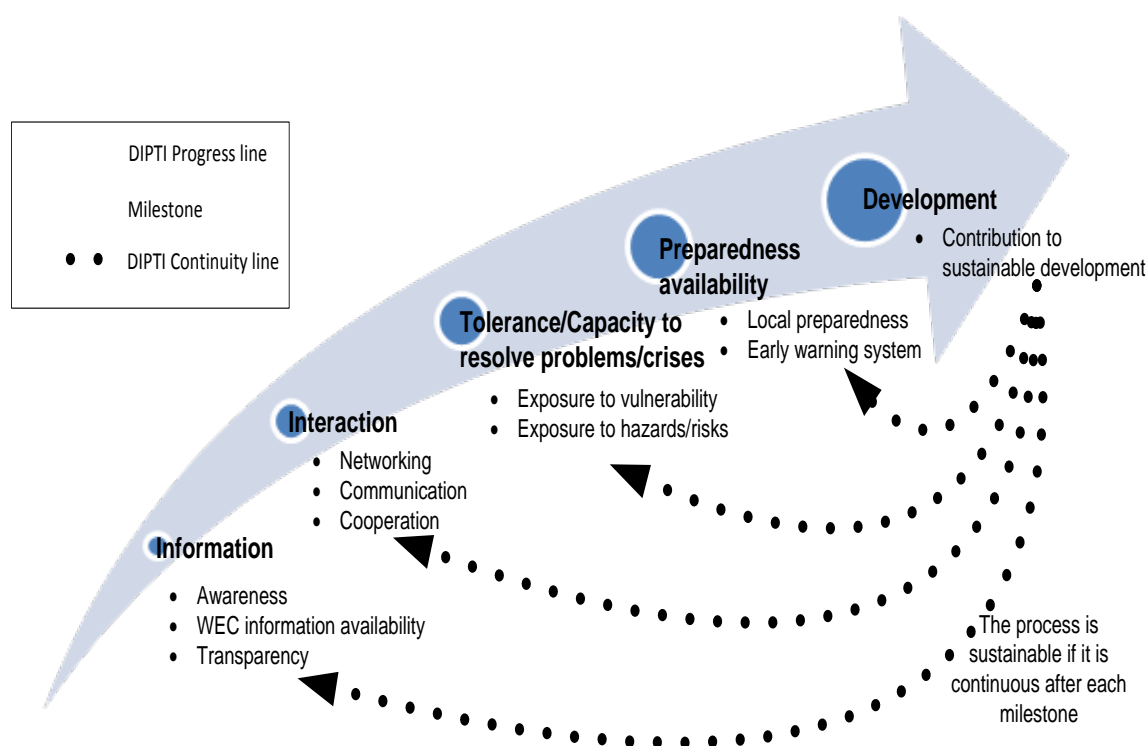 DIPTI Progress line
Milestone
DIPTI Continuity line
Development
• Contribution to
sustainable development
Preparedness
availability
• Local preparedness
• Early warning system
Tolerance/Capacity to
resolve problems/crises
• Exposure to vulnerability
• Exposure to hazards/risks
Interaction
• Networking
• Communication
• Cooperation
Information
• Awareness
• WEC information availability
• Transparency
The process is
sustainable if it is
continuous after each
milestone